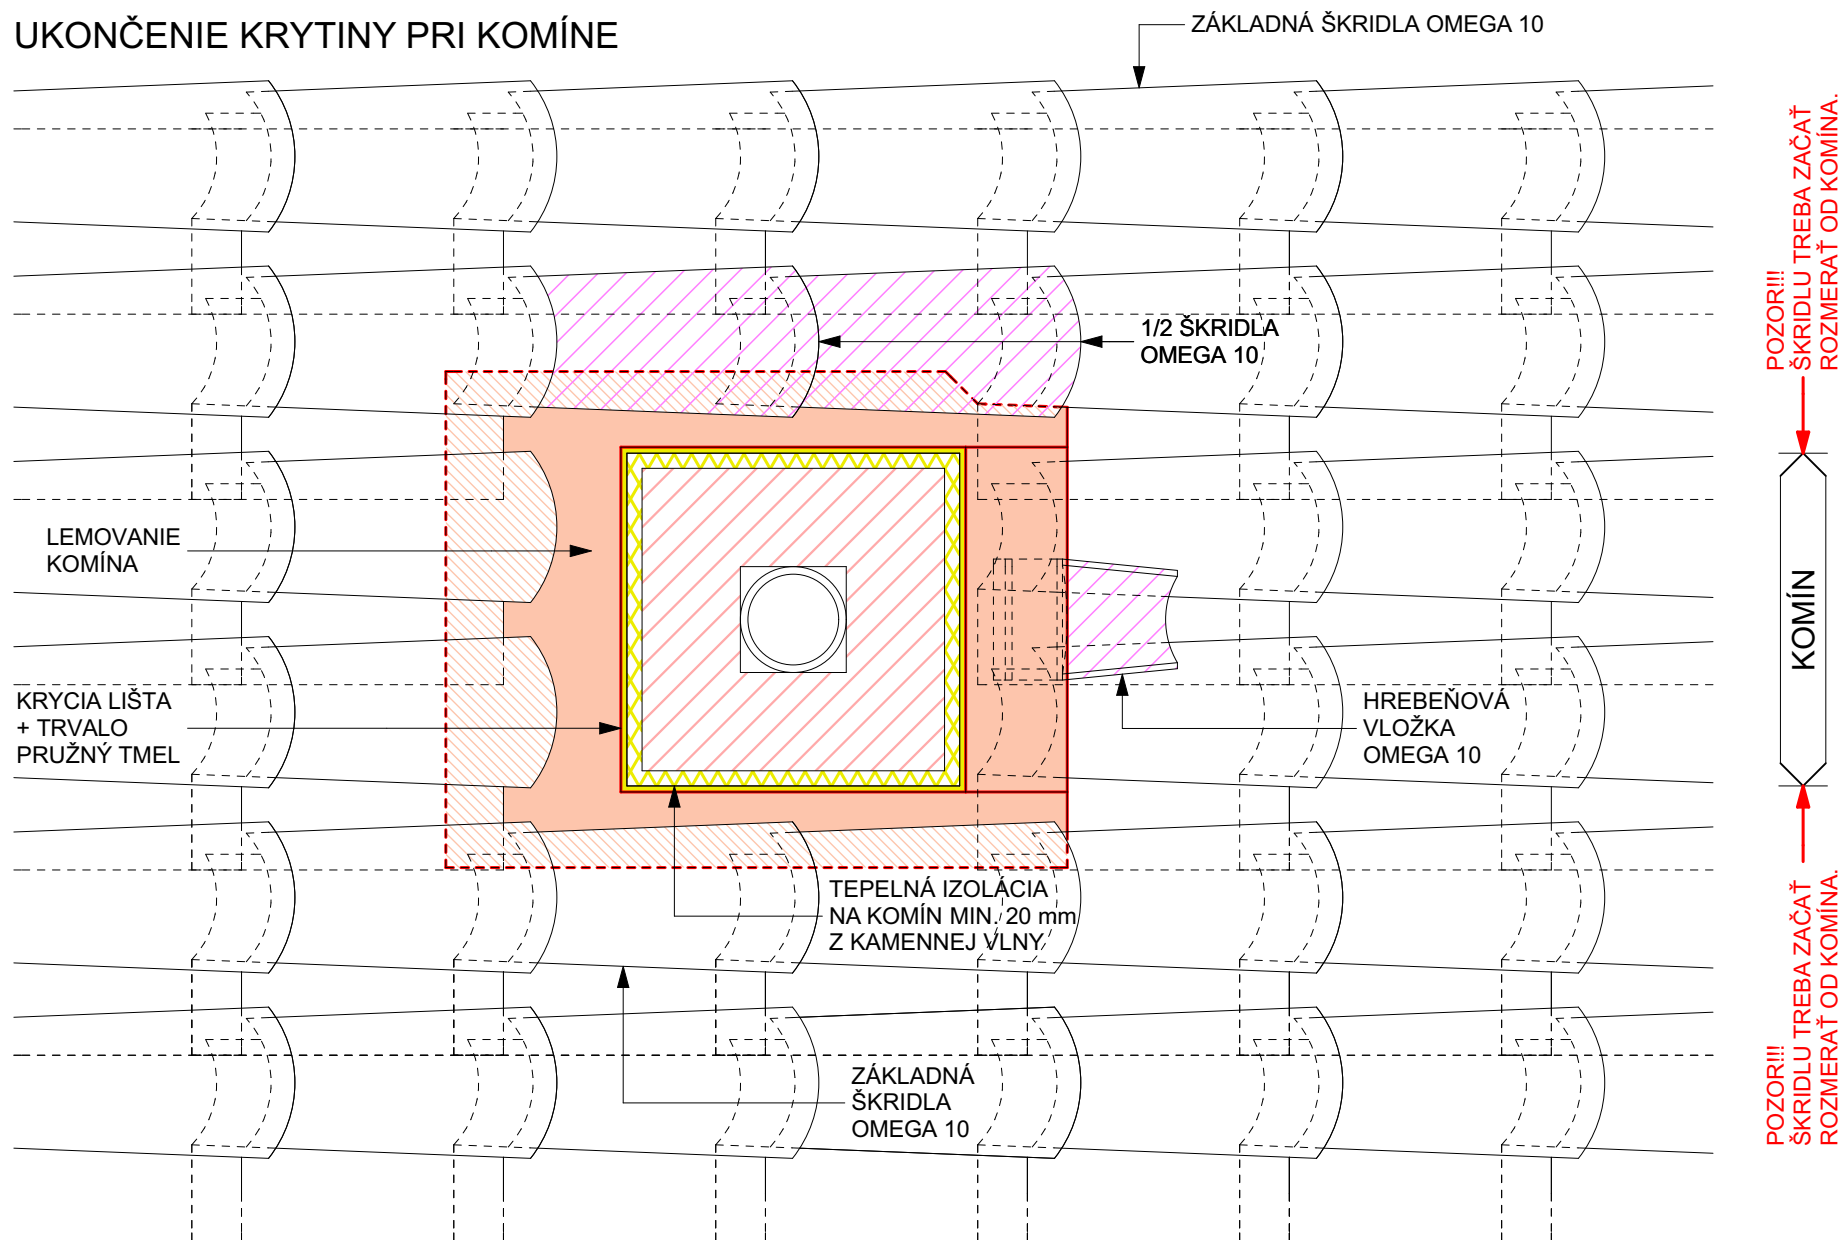 UKONČENIE KRYTINY PRI KOMÍNE
ZÁKLADNÁ ŠKRIDLA OMEGA 10
1/2 ŠKRIDLA
OMEGA 10
LEMOVANIE
KOMÍNA
KRYCIA LIŠTA
+ TRVALO
PRUŽNÝ TMEL
HREBEŇOVÁ
VLOŽKA
OMEGA 10
TEPELNÁ IZOLÁCIA
NA KOMÍN MIN. 20 mm
Z KAMENNEJ VLNY
ZÁKLADNÁ
ŠKRIDLA
OMEGA 10
POZOR!!!
ŠKRIDLU TREBA ZAČAŤ
ROZMERAŤ OD KOMÍNA.
KOMÍN
POZOR!!!
ŠKRIDLU TREBA ZAČAŤ
ROZMERAŤ OD KOMÍNA.